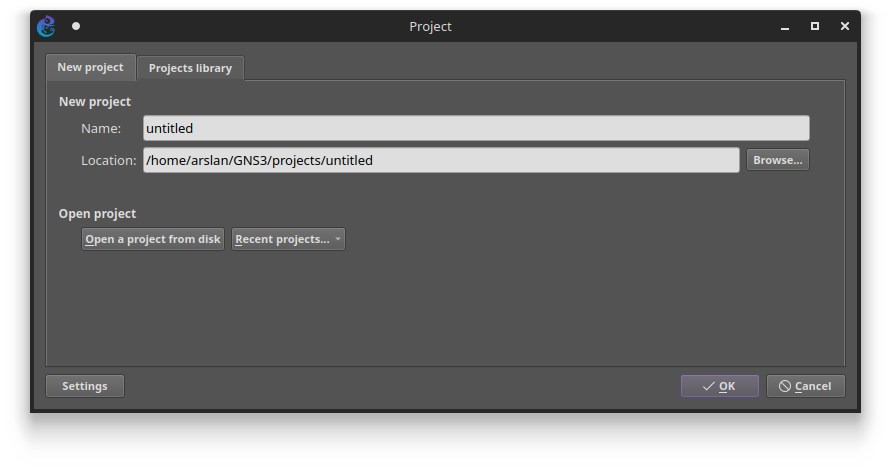 Project
New project
Projects library
New project
Name: untitled
Location: /home/arslan/GNS3/projects/untitled Browse...
Open project
Open a project from disk Recent projects...
Settings OK Cancel